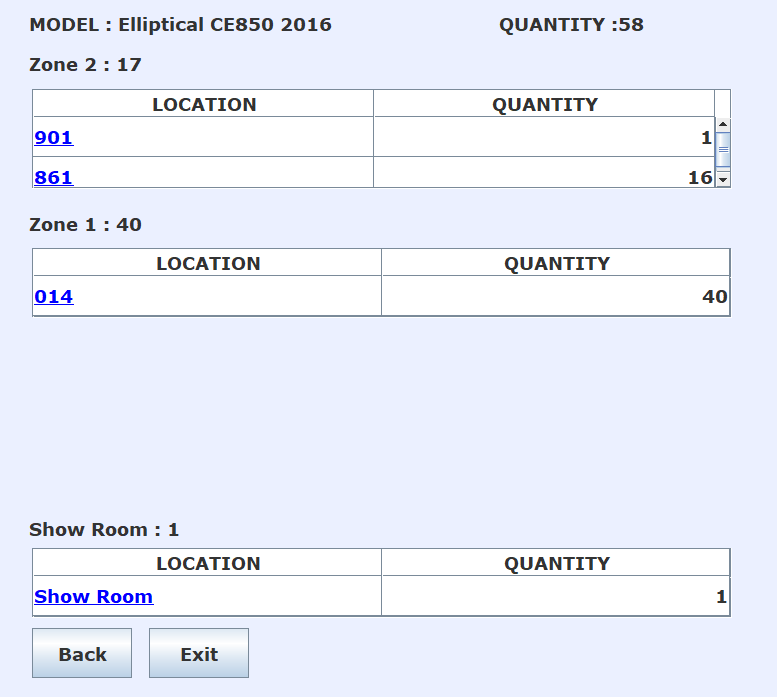 MODEL : Elliptical CE850 2016 QUANTITY :58
Zone 2 : 17
LOCATION QUANTITY
901 1
861 16
Zone 1 : 40
LOCATION QUANTITY
014 40
Show Room : 1
LOCATION QUANTITY
Show Room 1
Back Exit